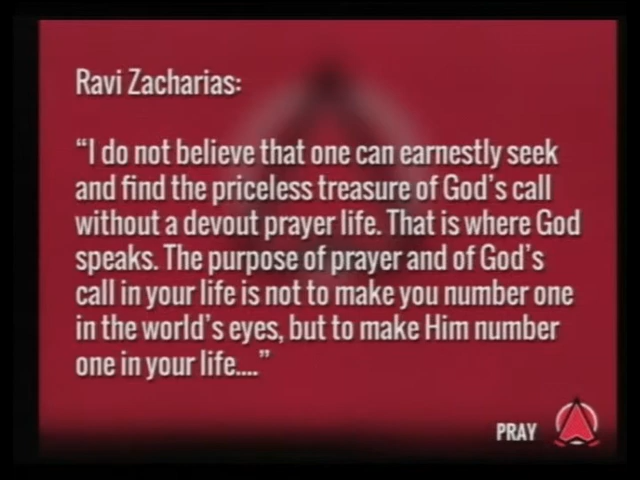 Ravi Zacharias:
“I do not believe that one can earnestly seek
and find the priceless treasure of God's call
without a devout prayer life. That is where God
speaks. The purpose of prayer and of God's
call in your life is not to make you number one
in the world's eyes, but to make Him number
one in your life....”
PRAY